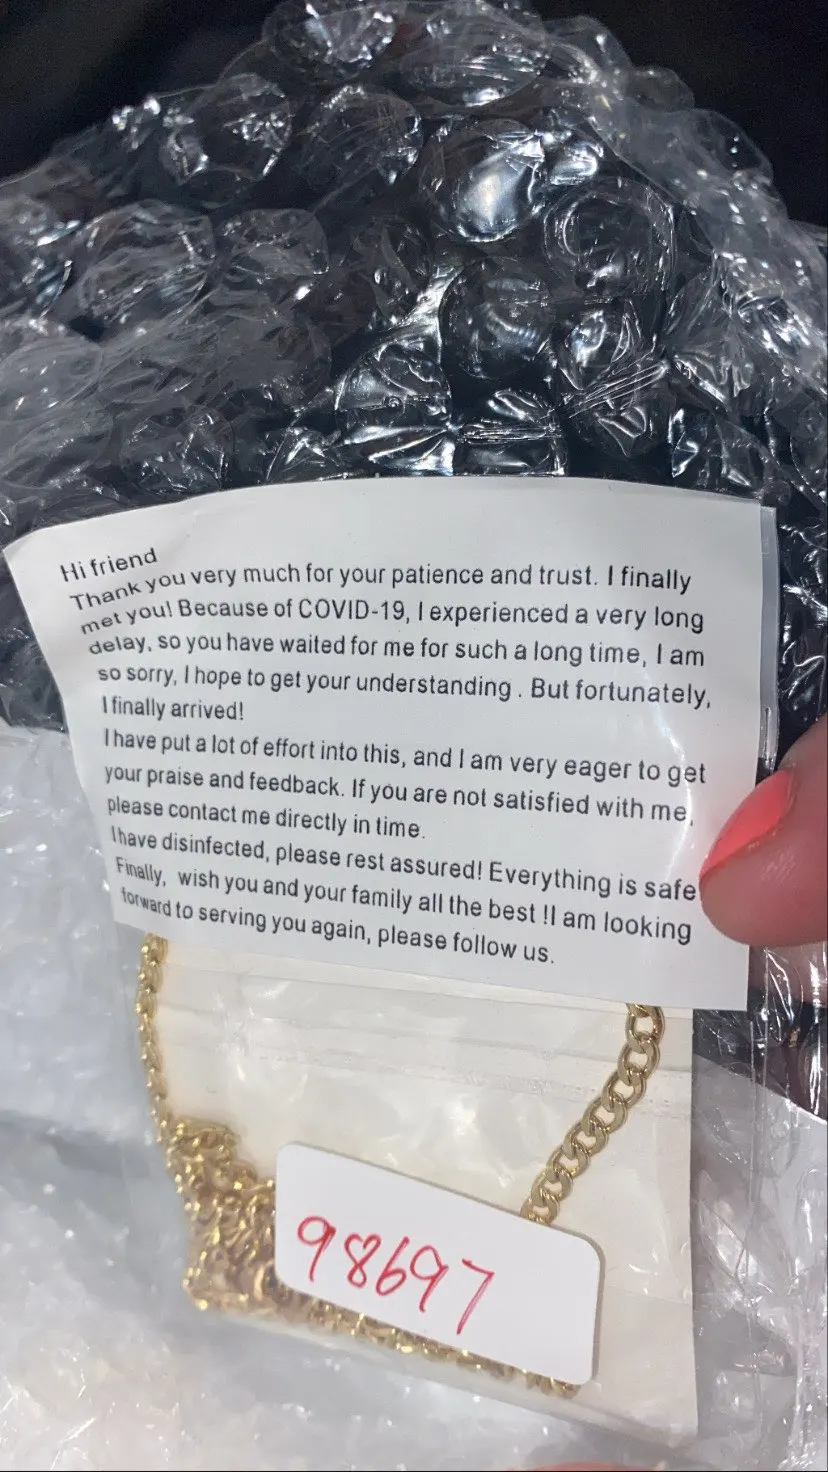 Hi friend
Thank you very much for your patience and trust. I finally
met you! Because of COVID-19, I experienced a very long
delay, so you have waited for me for such a long time, I am
so sorry, I hope to get your understanding . But fortunately,
I finally arrived!
I have put a lot of effort into this, and I am very eager to get
your praise and feedback. If you are not satisfied with me,
please contact me directly in time.
I have disinfected, please rest assured! Everything is safe
Finally, wish you and your family all the best !I am looking
forward to serving you again, please follow us.
98697